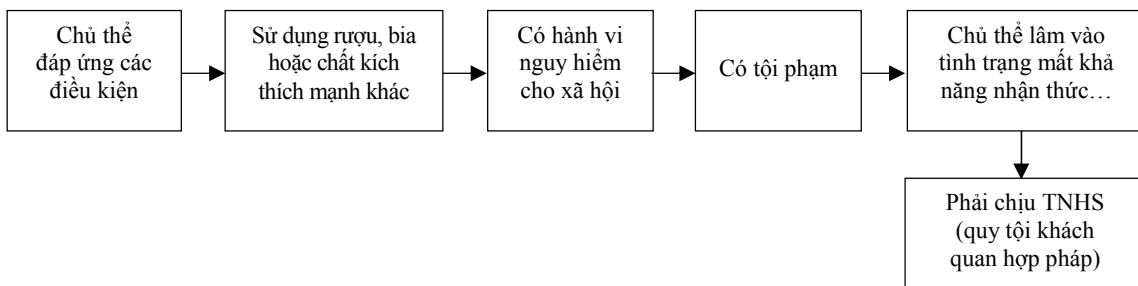 Chủ thể
đáp ứng các
điều kiện
Sử dụng rượu, bia
hoặc chất kích
thích mạnh khác
Có hành vi
nguy hiểm
cho xã hội
Có tội phạm
Chủ thể lâm vào
tình trạng mất khả
năng nhận thức…
Phải chịu TNHS
(quy tội khách
quan hợp pháp)